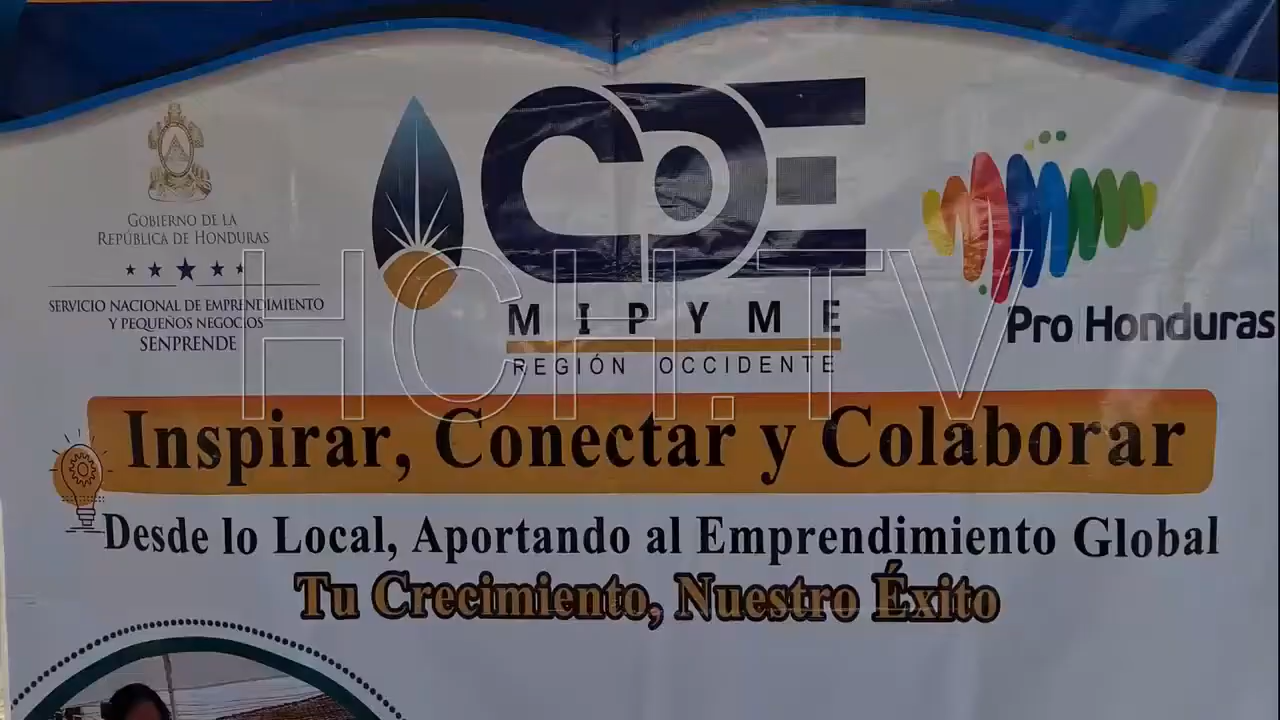 GOBIERNO DE LA
REPÚBLICA DE HONDURAS
SERVICIO NACIONAL DE EMPRENDIMIENTO
Y PEQUEÑOS NEGOCIOS
SENPRENDE
CDE
MIPYME
REGIÓN OCCIDENTE
Pro Honduras
HCH.TV
Inspirar, Conectar y Colaborar
Desde lo Local, Aportando al Emprendimiento Global
Tu Crecimiento, Nuestro Éxito